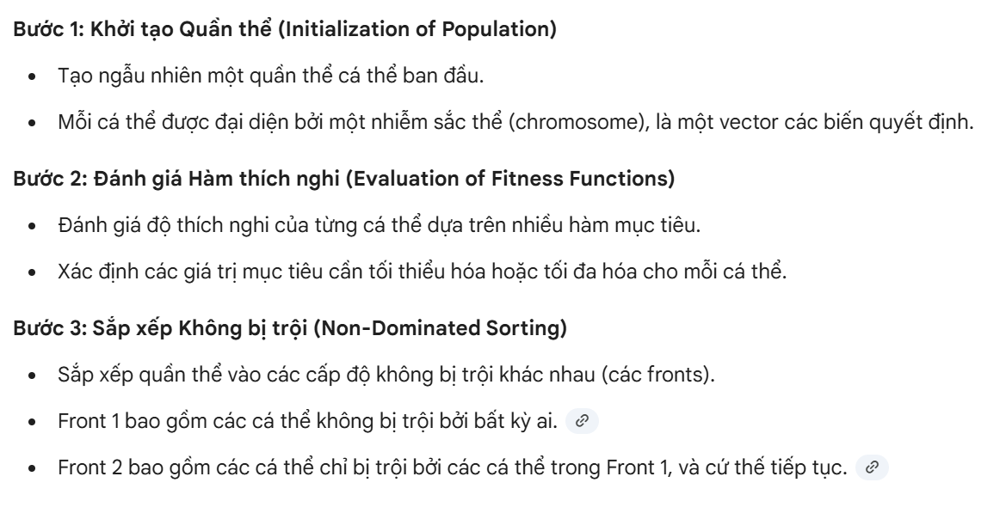 Bước 1: Khởi tạo Quần thể (Initialization of Population)
• Tạo ngẫu nhiên một quần thể cá thể ban đầu.
• Mỗi cá thể được đại diện bởi một nhiễm sắc thể (chromosome), là một vector các biến quyết định.
Bước 2: Đánh giá Hàm thích nghi (Evaluation of Fitness Functions)
• Đánh giá độ thích nghi của từng cá thể dựa trên nhiều hàm mục tiêu.
• Xác định các giá trị mục tiêu cần tối thiểu hóa hoặc tối đa hóa cho mỗi cá thể.
Bước 3: Sắp xếp Không bị trội (Non-Dominated Sorting)
• Sắp xếp quần thể vào các cấp độ không bị trội khác nhau (các fronts).
• Front 1 bao gồm các cá thể không bị trội bởi bất kỳ ai.
• Front 2 bao gồm các cá thể chỉ bị trội bởi các cá thể trong Front 1, và cứ thế tiếp tục.